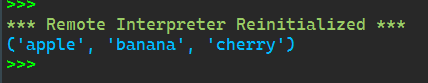 >>>
*** Remote Interpreter Reinitialized ***
('apple', 'banana', 'cherry')
>>>